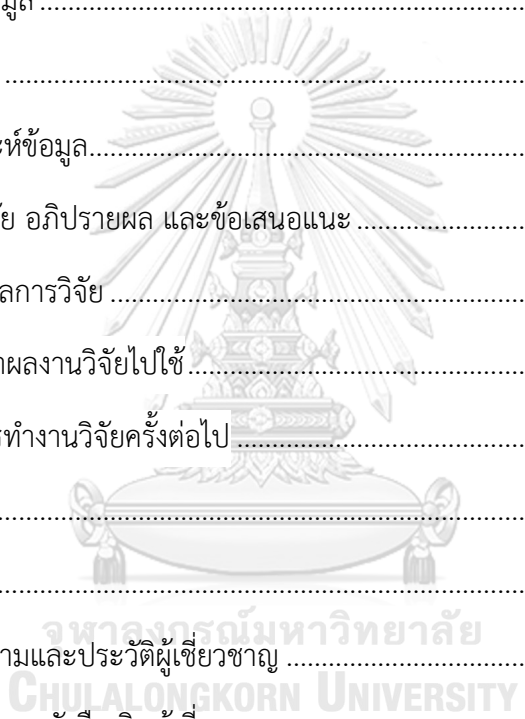 มูล ................................................................
................................................................
ห์ข้อมูล................................................................
ัย อภิปรายผล และข้อเสนอแนะ ................................
ลการวิจัย ................................................................
าผลงานวิจัยไปใช้ ................................................
รทำงานวิจัยครั้งต่อไป ........................................
................................................................
................................................................
จุฬาลงกรณ์มหาวิทยาลัย
ามและประวัติผู้เชี่ยวชาญ ................................
CHULALONGKORN UNIVERSITY